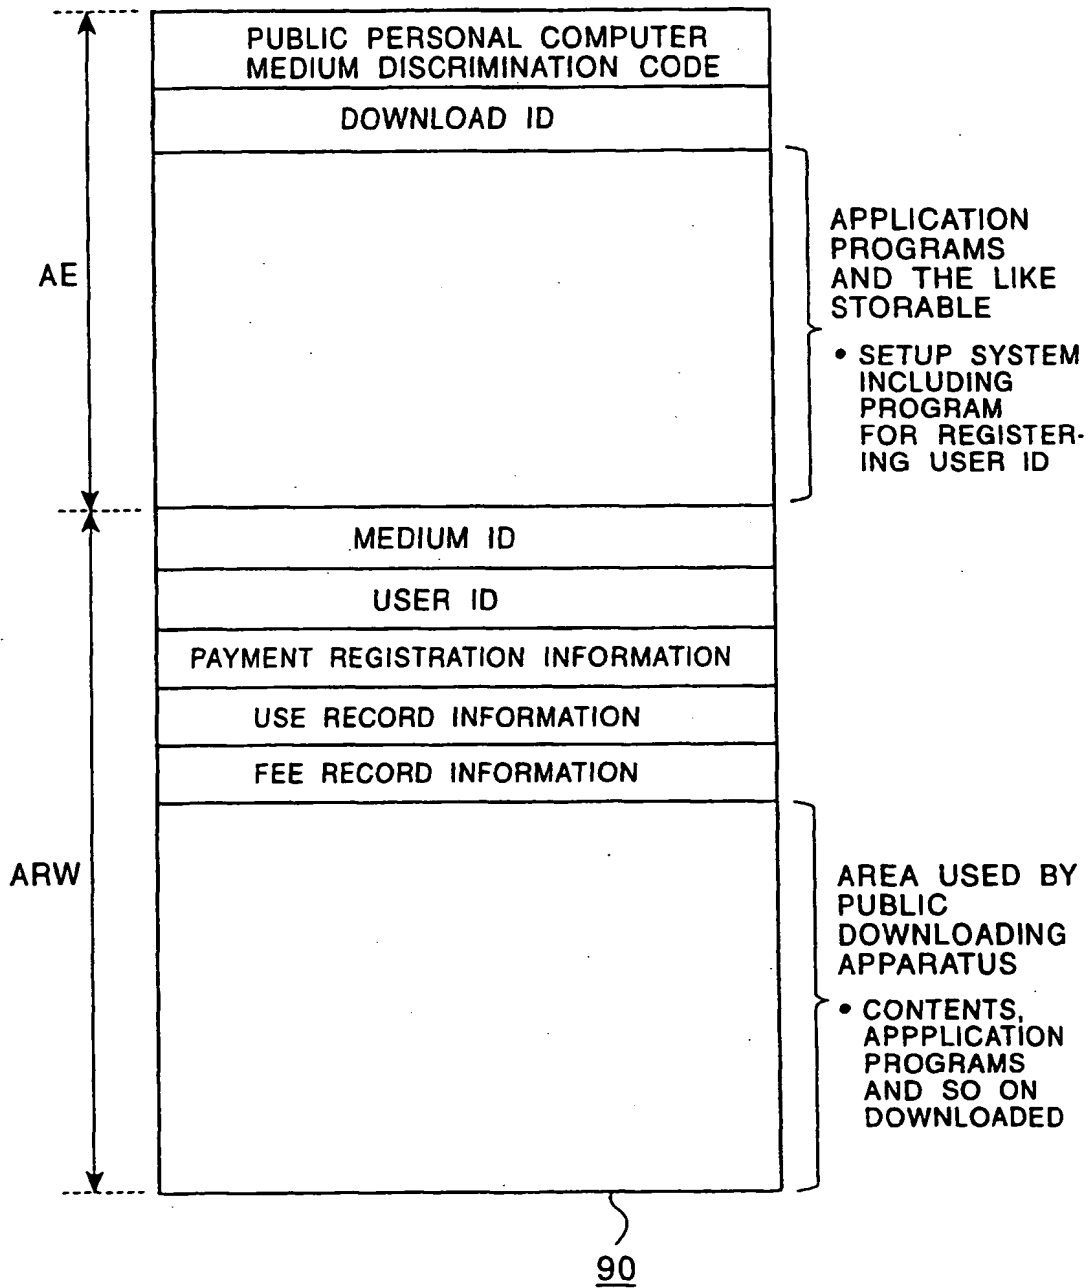 PUBLIC PERSONAL COMPUTER
MEDIUM DISCRIMINATION CODE
DOWNLOAD ID
AE
APPLICATION
PROGRAMS
AND THE LIKE
STORABLE
• SETUP SYSTEM
INCLUDING
PROGRAM
FOR REGISTER-
ING USER ID
MEDIUM ID
USER ID
PAYMENT REGISTRATION INFORMATION
USE RECORD INFORMATION
FEE RECORD INFORMATION
ARW
AREA USED BY
PUBLIC
DOWNLOADING
APPARATUS
• CONTENTS,
APPPLICATION
PROGRAMS
AND SO ON
DOWNLOADED
90